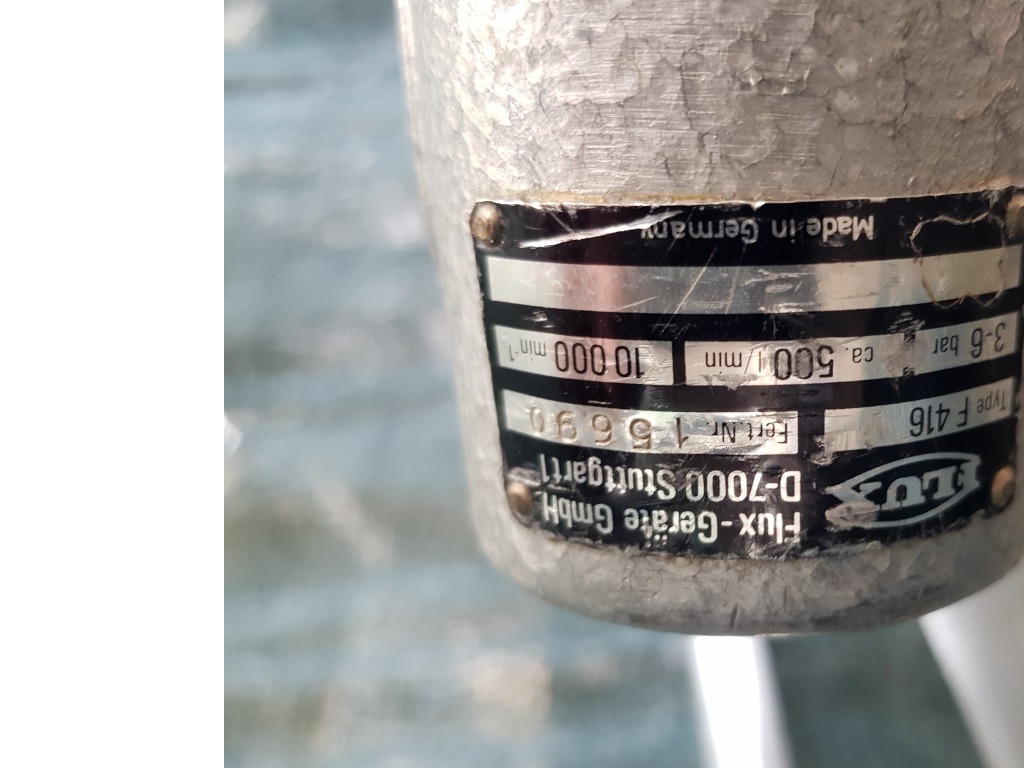 FLUX
Flux-Geräte GmbH
D-7000 Stuttgart 1
Type F 416 Fert.Nr. 1 5 6 9 0
3-6 bar ca. 500 l/min 10 000 min⁻¹
Made in Germany